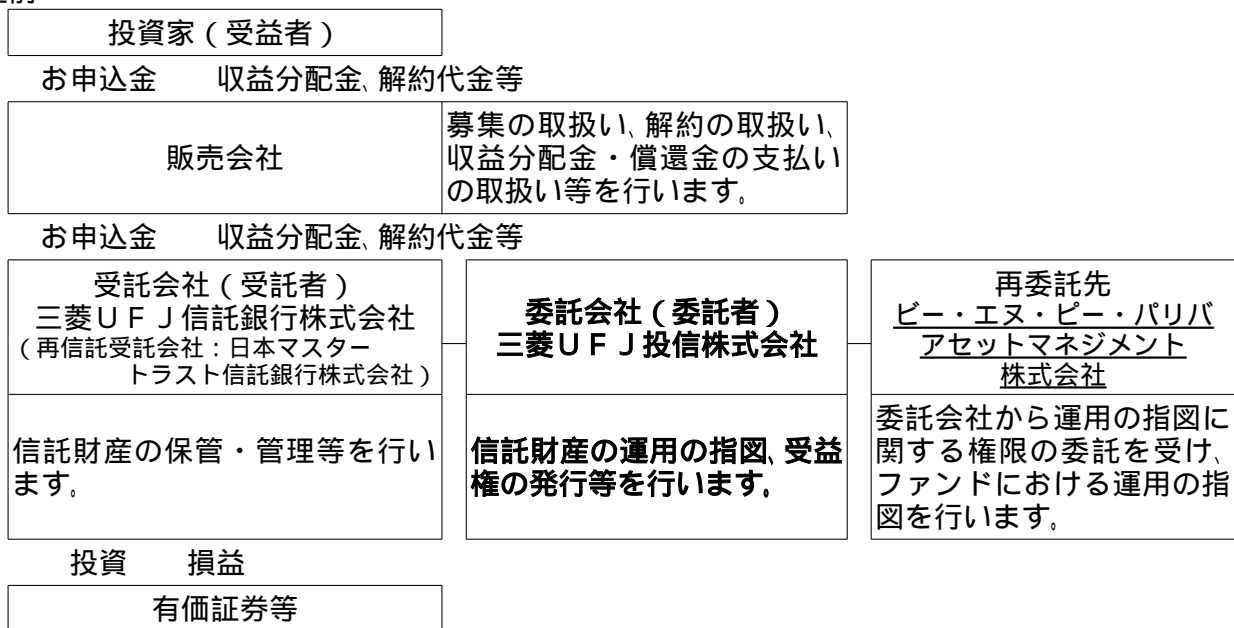 投資家（受益者）
お申込金　　収益分配金、解約代金等
販売会社
募集の取扱い、解約の取扱い、
収益分配金・償還金の支払い
の取扱い等を行います。
お申込金　　収益分配金、解約代金等
受託会社（受託者）
三菱ＵＦＪ信託銀行株式会社
（再信託受託会社：日本マスター
トラスト信託銀行株式会社）
信託財産の保管・管理等を行い
ます。
委託会社（委託者）
三菱ＵＦＪ投信株式会社
信託財産の運用の指図、受益
権の発行等を行います。
再委託先
ビー・エヌ・ピー・パリバ
アセットマネジメント
株式会社
委託会社から運用の指図に
関する権限の委託を受け、
ファンドにおける運用の指
図を行います。
投資　　損益
有価証券等